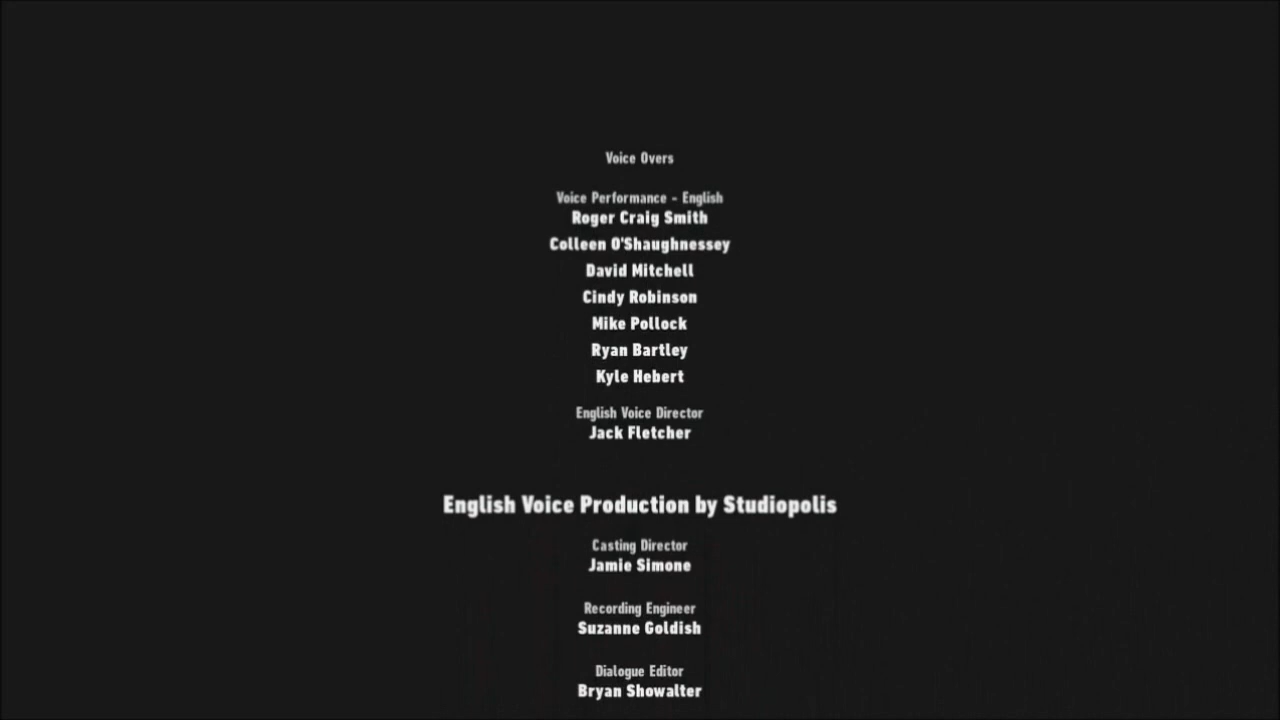 Voice Overs
Voice Performance - English
Roger Craig Smith
Colleen O'Shaughnessey
David Mitchell
Cindy Robinson
Mike Pollock
Ryan Bartley
Kyle Hebert
English Voice Director
Jack Fletcher
English Voice Production by Studiopolis
Casting Director
Jamie Simone
Recording Engineer
Suzanne Goldish
Dialogue Editor
Bryan Showalter